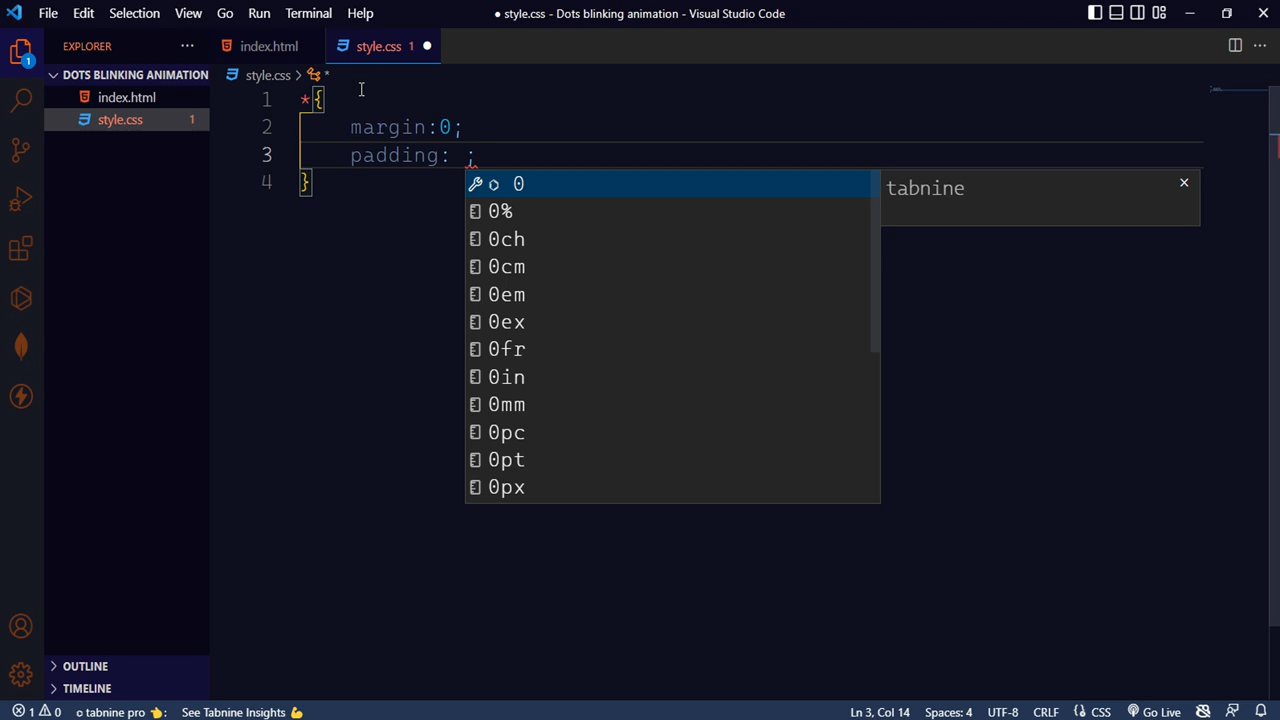 File Edit Selection View Go Run Terminal Help
● style.css - Dots blinking animation - Visual Studio Code
EXPLORER
index.html
style.css 1
DOTS BLINKING ANIMATION
style.css > *
index.html
style.css 1
1 *{
2 margin:0;
3 padding: ;
4 }
0
0%
0ch
0cm
0em
0ex
0fr
0in
0mm
0pc
0pt
0px
tabnine
1
OUTLINE
TIMELINE
1 0 tabnine pro 👈: See Tabnine Insights 💪 Ln 3, Col 14 Spaces: 4 UTF-8 CRLF CSS Go Live